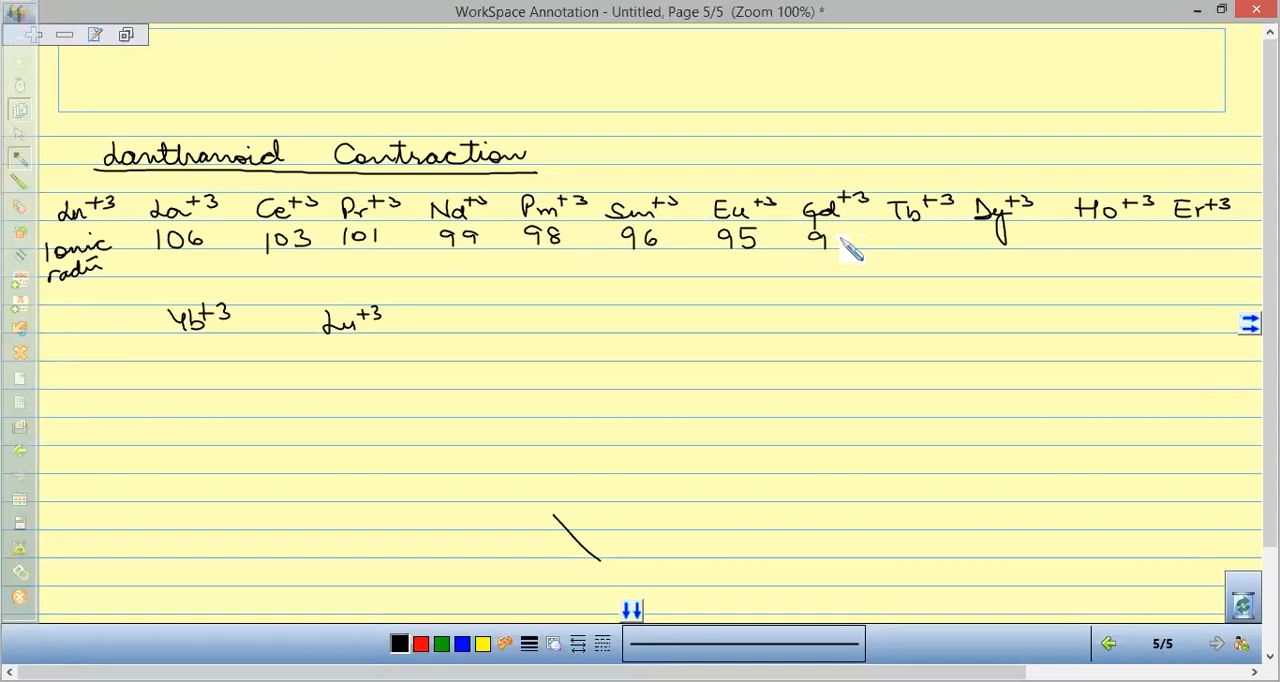 WorkSpace Annotation - Untitled, Page 5/5 (Zoom 100%) *
Lanthanoid Contraction
Ln+3 La+3 Ce+3 Pr+3 Nd+3 Pm+3 Sm+3 Eu+3 Gd+3 Tb+3 Dy+3 Ho+3 Er+3
Ionic radii 106 103 101 99 98 96 95 9
Yb+3 Lu+3
5/5